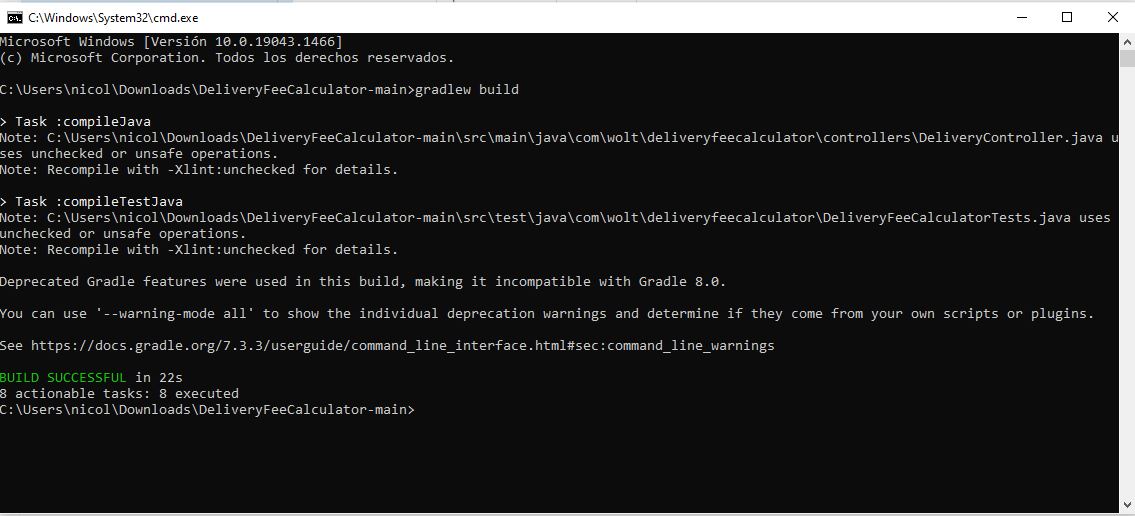 C:\Windows\System32\cmd.exe
Microsoft Windows [Versión 10.0.19043.1466]
(c) Microsoft Corporation. Todos los derechos reservados.
C:\Users\nicol\Downloads\DeliveryFeeCalculator-main>gradlew build
> Task :compileJava
Note: C:\Users\nicol\Downloads\DeliveryFeeCalculator-main\src\main\java\com\wolt\deliveryfeecalculator\controllers\DeliveryController.java u
ses unchecked or unsafe operations.
Note: Recompile with -Xlint:unchecked for details.
> Task :compileTestJava
Note: C:\Users\nicol\Downloads\DeliveryFeeCalculator-main\src\test\java\com\wolt\deliveryfeecalculator\DeliveryFeeCalculatorTests.java uses
unchecked or unsafe operations.
Note: Recompile with -Xlint:unchecked for details.
Deprecated Gradle features were used in this build, making it incompatible with Gradle 8.0.
You can use '--warning-mode all' to show the individual deprecation warnings and determine if they come from your own scripts or plugins.
See https://docs.gradle.org/7.3.3/userguide/command_line_interface.html#sec:command_line_warnings
BUILD SUCCESSFUL in 22s
8 actionable tasks: 8 executed
C:\Users\nicol\Downloads\DeliveryFeeCalculator-main>